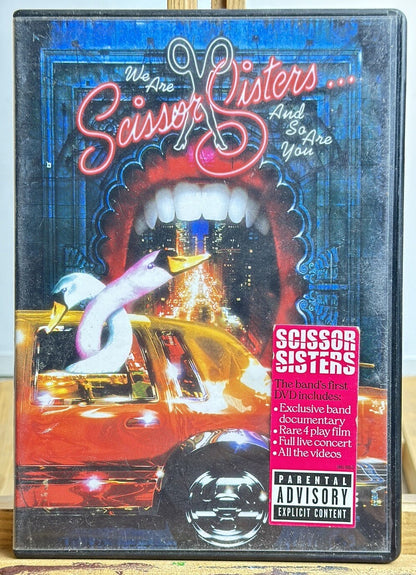 We
Are
Scissor Sisters...
And
So
Are
You
SCISSOR
SISTERS
The band's first
DVD includes:
• Exclusive band
documentary
• Rare 4 play film
• Full live concert
• All the videos
PARENTAL
ADVISORY
EXPLICIT CONTENT